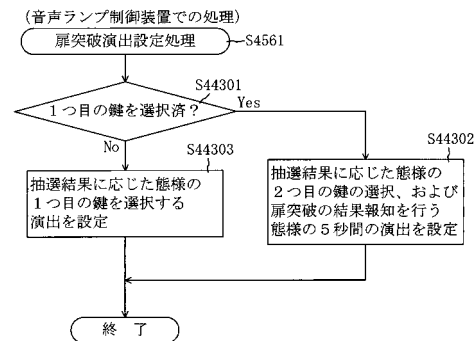 (音声ランプ制御装置での処理)
扉突破演出設定処理
S4561
S44301
1つ目の鍵を選択済?
Yes
No
S44303
抽選結果に応じた態様の
1つ目の鍵を選択する
演出を設定
S44302
抽選結果に応じた態様の
2つ目の鍵の選択、および
扉突破の結果報知を行う
態様の5秒間の演出を設定
終 了